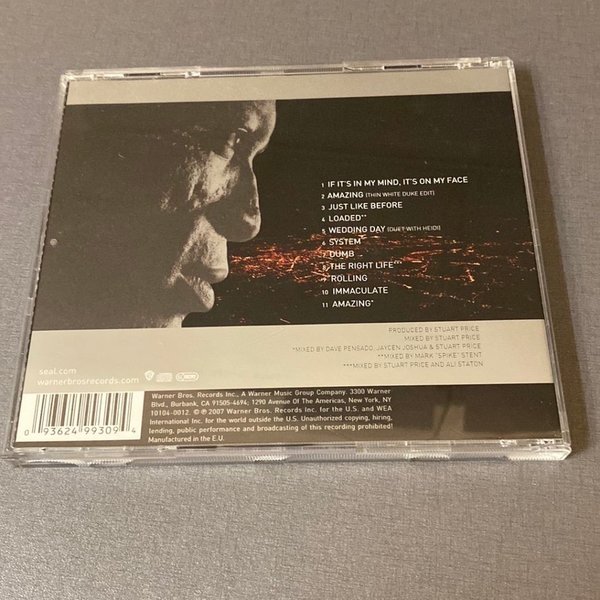 1 IF IT'S IN MY MIND, IT'S ON MY FACE
2 AMAZING (THIN WHITE DUKE EDIT)
3 JUST LIKE BEFORE
4 LOADED**
5 WEDDING DAY (DUET WITH HEIDI)
6 SYSTEM
7 DUMB
8 THE RIGHT LIFE***
9 ROLLING
10 IMMACULATE
11 AMAZING*
PRODUCED BY STUART PRICE
MIXED BY STUART PRICE
*MIXED BY DAVE PENSADO, JAYCEN JOSHUA & STUART PRICE
**MIXED BY MARK "SPIKE" STENT
***MIXED BY STUART PRICE AND ALI STATON
seal.com
warnerbrosrecords.com
Warner Bros. Records Inc., A Warner Music Group Company. 3300 Warner
Blvd., Burbank, CA 91505-4694; 1290 Avenue Of The Americas, New York, NY
10104-0012. © ℗ 2007 Warner Bros. Records Inc. for the U.S. and WEA
International Inc. for the world outside the U.S. Unauthorized copying, hiring,
lending, public performance and broadcasting of this recording prohibited!
Manufactured in the E.U.
0 93624 99309 4